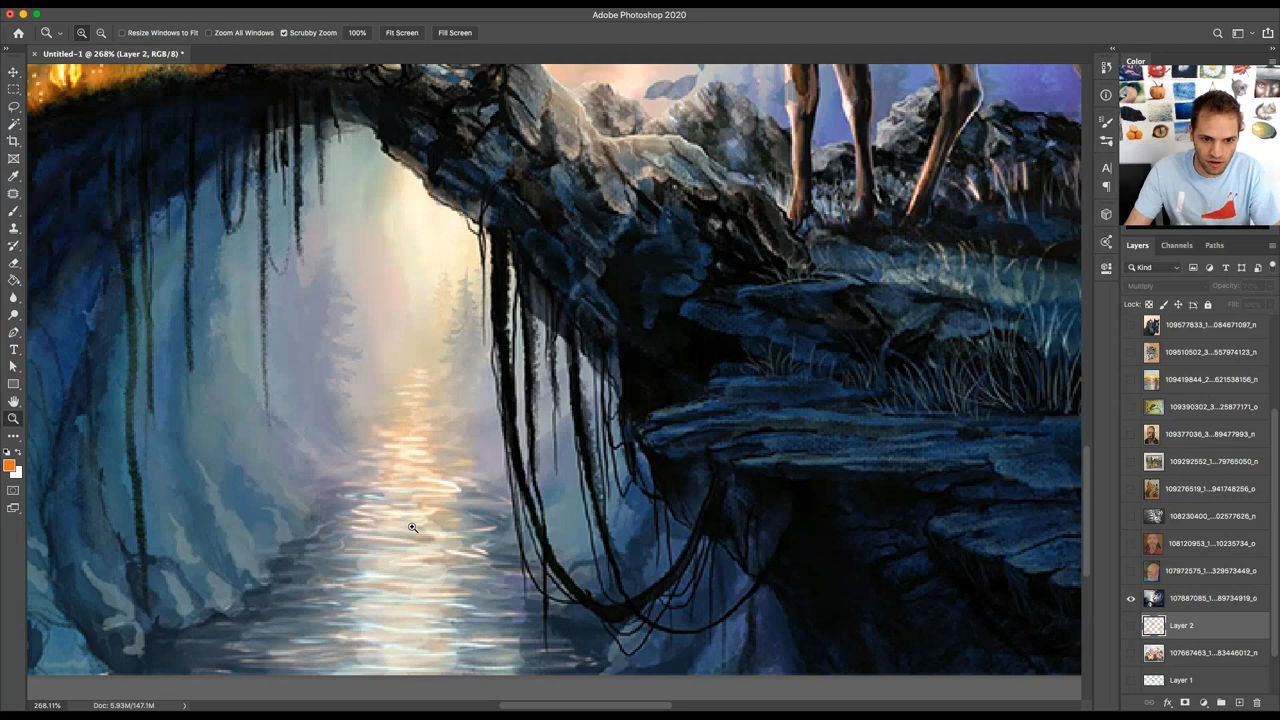 Adobe Photoshop 2020
Resize Windows to Fit
Zoom All Windows
Scrubby Zoom
100%
Fit Screen
Fill Screen
Untitled-1 @ 268% (Layer 2, RGB/8) *
Color
Layers
Channels
Paths
Kind
Multiply
Opacity:
Lock:
Fill:
109577833_1...084671097_n
109510502_3...557974123_n
109419844_2...621538156_n
109390302_3...25877171_o
109377036_1...89477993_n
109292552_1...79765050_n
109276519_1...941748256_o
108230400_...02577626_n
108120953_1...10235734_o
107972575_1...329573449_o
107887085_1...89734919_o
Layer 2
107667463_1...83446012_n
Layer 1
268.11%
Doc: 5.93M/147.1M